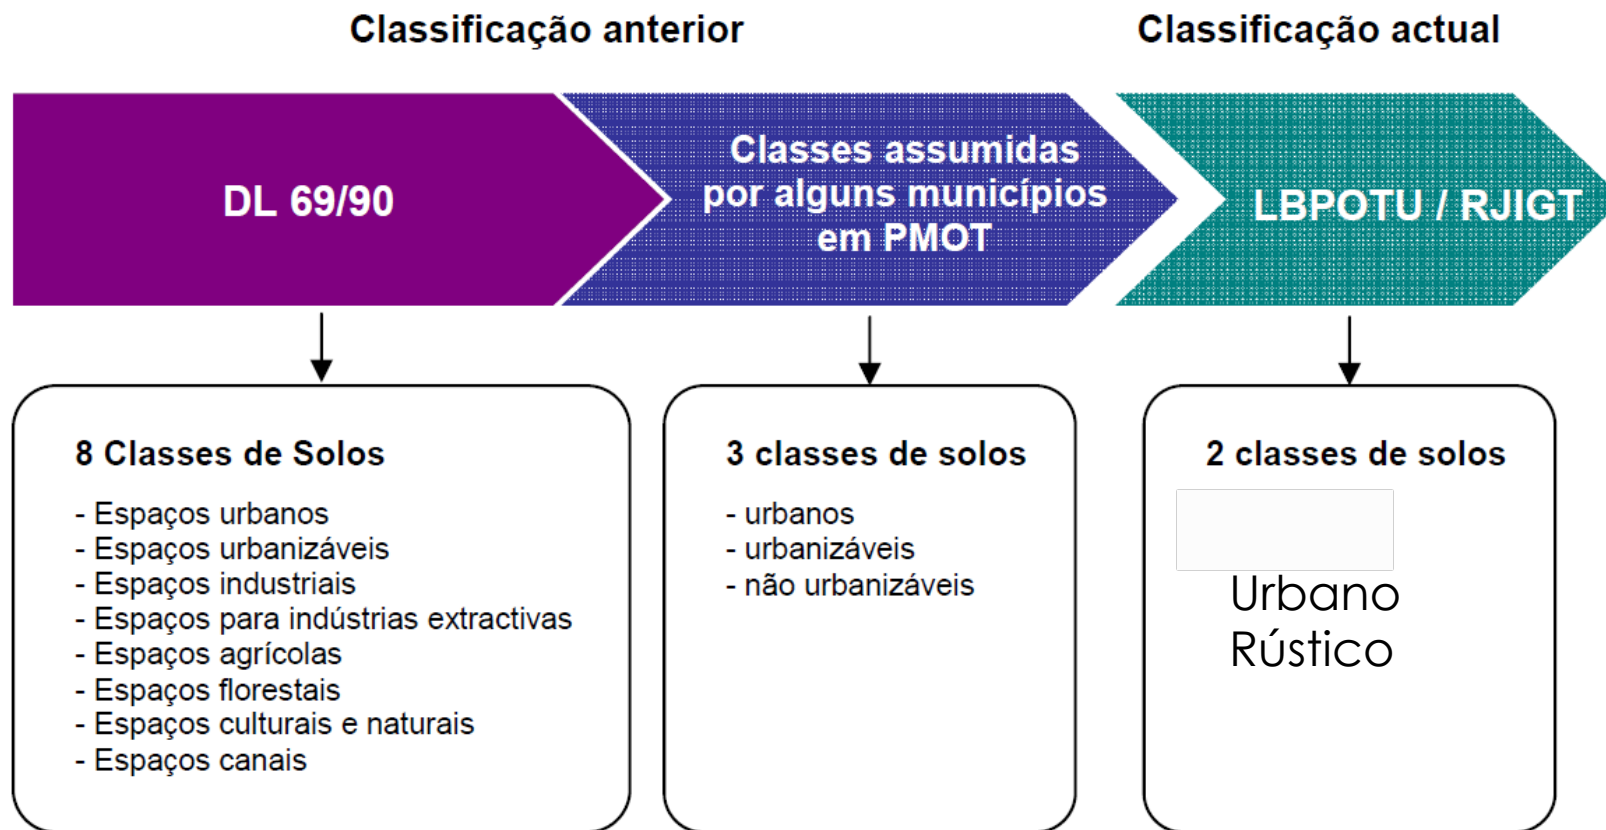 Classificação anterior
Classificação actual
DL 69/90
Classes assumidas
por alguns municípios
em PMOT
LBPOTU / RJIGT
8 Classes de Solos
- Espaços urbanos
- Espaços urbanizáveis
- Espaços industriais
- Espaços para indústrias extractivas
- Espaços agrícolas
- Espaços florestais
- Espaços culturais e naturais
- Espaços canais
3 classes de solos
- urbanos
- urbanizáveis
- não urbanizáveis
2 classes de solos
Urbano
Rústico